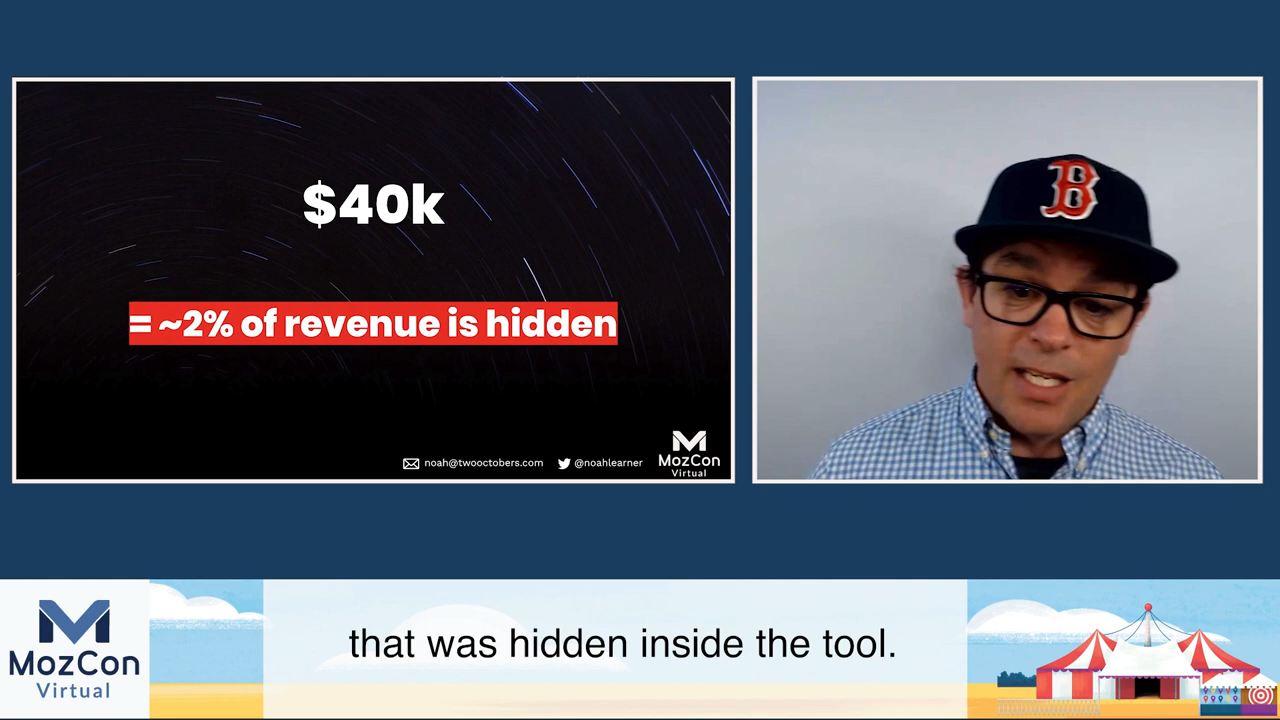 $40k
= ~2% of revenue is hidden
noah@twooctobers.com @noahlearner
MozCon
Virtual
B
MozCon
Virtual
that was hidden inside the tool.